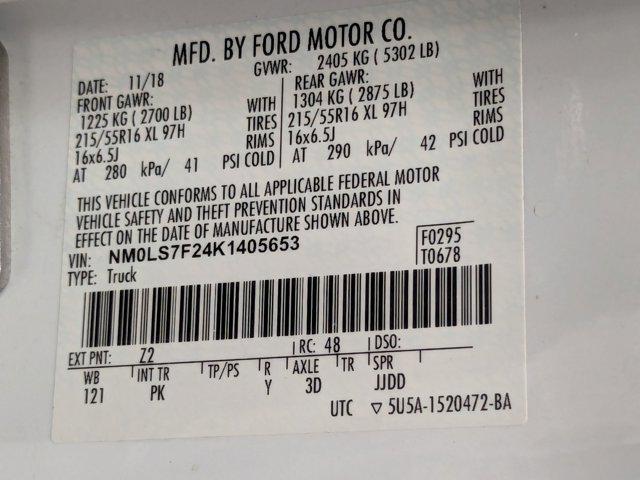 MFD. BY FORD MOTOR CO.
DATE: 11/18 GVWR: 2405 KG ( 5302 LB)
FRONT GAWR: REAR GAWR:
1225 KG ( 2700 LB) WITH 1304 KG ( 2875 LB) WITH
215/55R16 XL 97H TIRES 215/55R16 XL 97H TIRES
16x6.5J RIMS 16x6.5J RIMS
AT 280 kPa/ 41 PSI COLD AT 290 kPa/ 42 PSI COLD
THIS VEHICLE CONFORMS TO ALL APPLICABLE FEDERAL MOTOR
VEHICLE SAFETY AND THEFT PREVENTION STANDARDS IN
EFFECT ON THE DATE OF MANUFACTURE SHOWN ABOVE.
VIN: NM0LS7F24K1405653 F0295
TYPE: Truck T0678
EXT PNT: Z2 RC: 48 DSO:
WB INT TR TP/PS R AXLE TR SPR
121 PK Y 3D JJDD
UTC ▽ 5U5A-1520472-BA